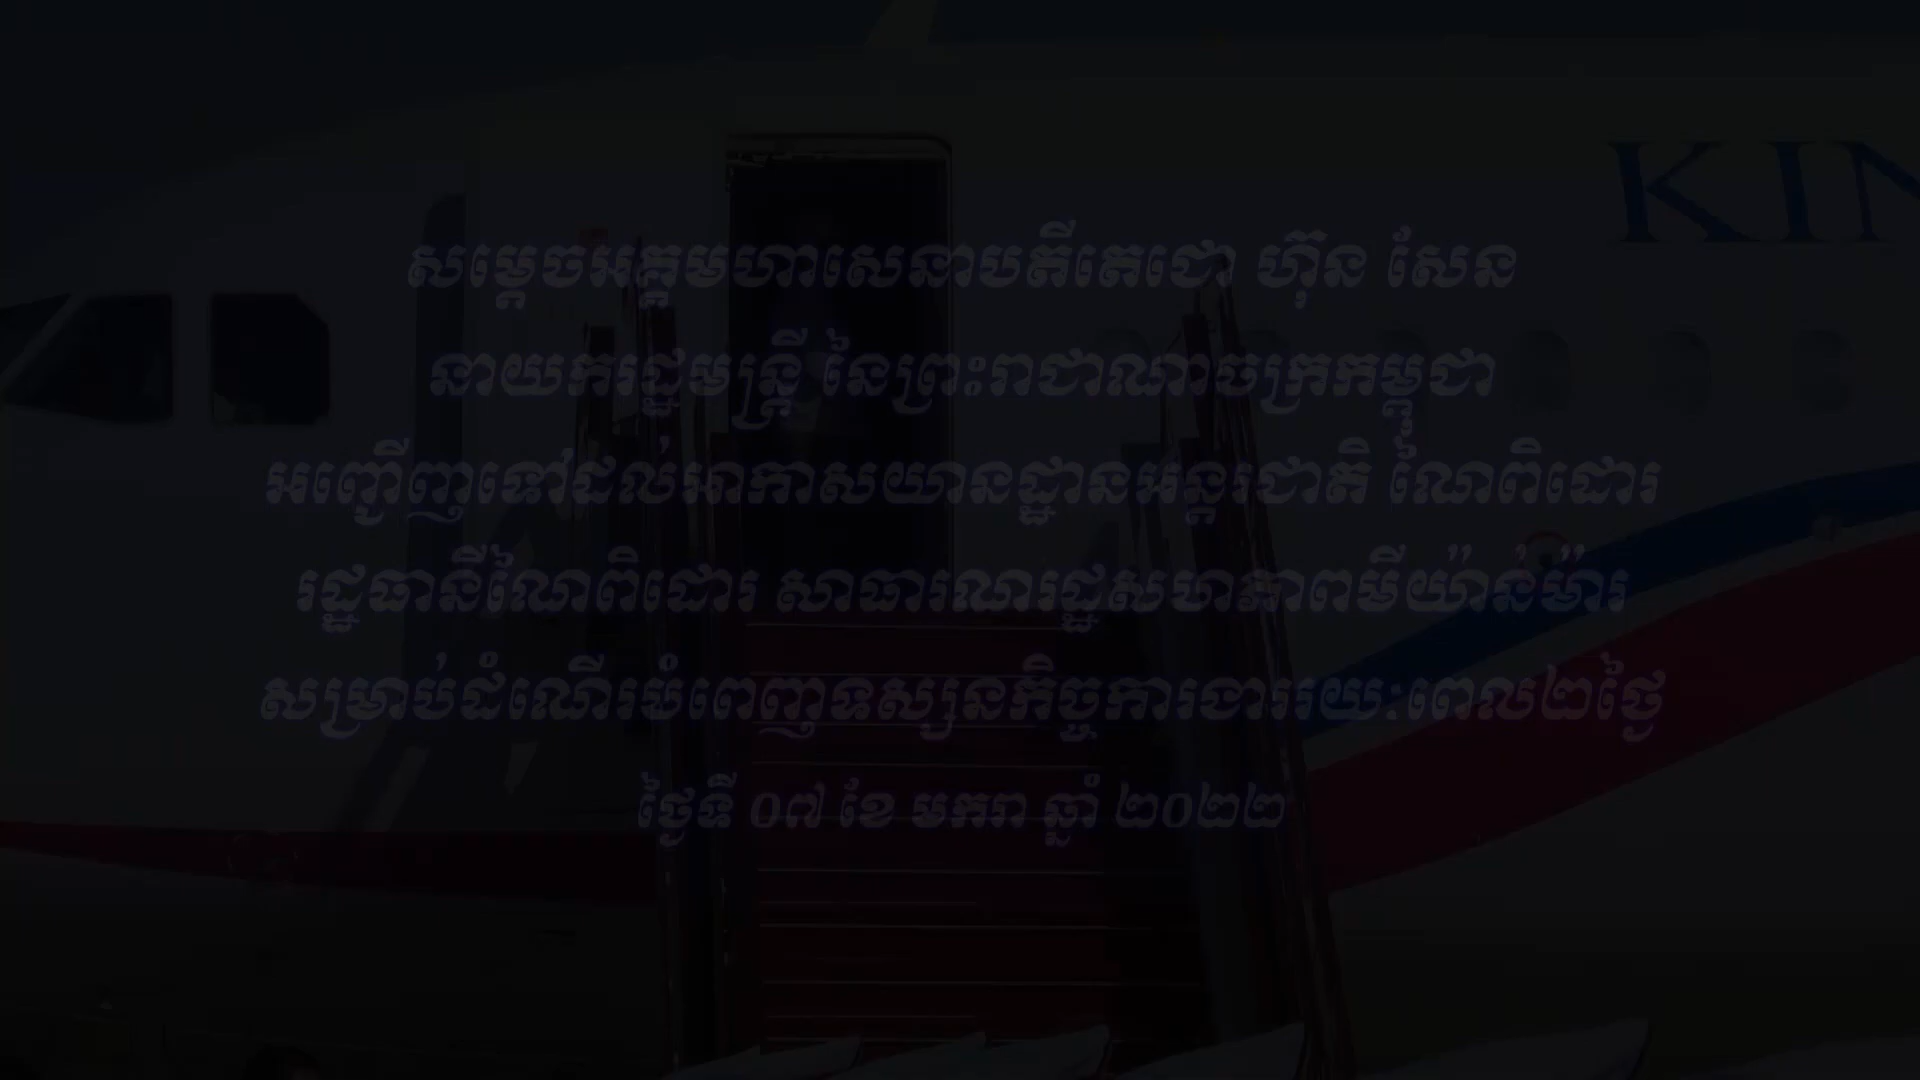 សម្តេចអគ្គមហាសេនាបតីតេជោ ហ៊ុន សែន
នាយករដ្ឋមន្ត្រី នៃព្រះរាជាណាចក្រកម្ពុជា
អញ្ជើញទៅដល់អាកាសយានដ្ឋានអន្តរជាតិ ណៃពិដោរ
រដ្ឋធានីណៃពិដោរ សាធារណរដ្ឋសហភាពមីយ៉ាន់ម៉ារ
សម្រាប់ដំណើរបំពេញទស្សនកិច្ចការងាររយៈពេល២ថ្ងៃ
ថ្ងៃទី ០៧ ខែ មករា ឆ្នាំ ២០២២
KIN